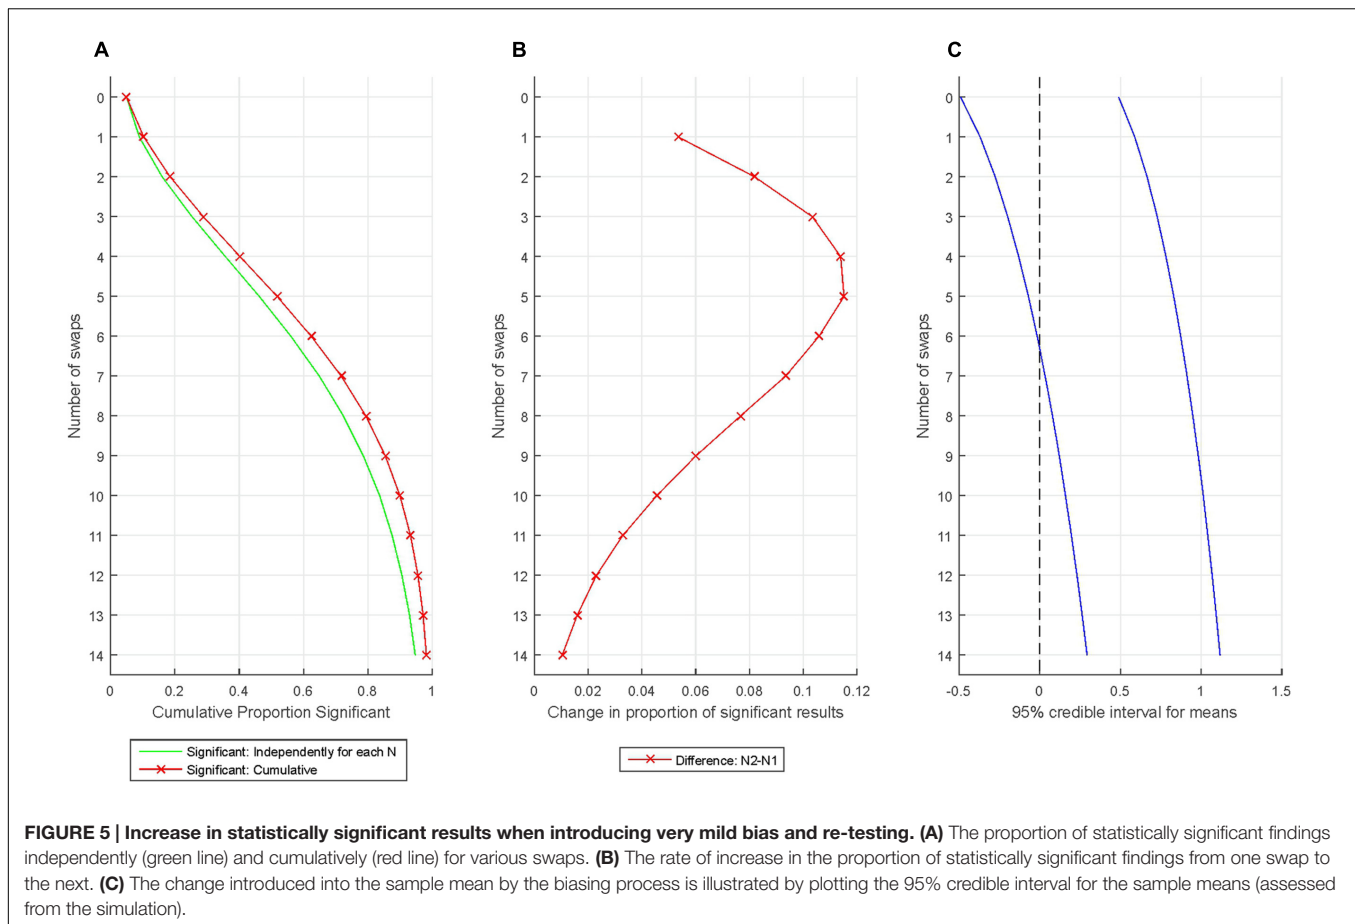 A
0
1
2
3
4
5
6
7
8
9
10
11
12
13
14
Number of swaps
0 0.2 0.4 0.6 0.8 1
Cumulative Proportion Significant
Significant: Independently for each N
Significant: Cumulative
B
0
1
2
3
4
5
6
7
8
9
10
11
12
13
14
Number of swaps
0 0.02 0.04 0.06 0.08 0.10 0.12
Change in proportion of significant results
Difference: N2-N1
C
0
1
2
3
4
5
6
7
8
9
10
11
12
13
14
Number of swaps
-0.5 0 0.5 1 1.5
95% credible interval for means
FIGURE 5 | Increase in statistically significant results when introducing very mild bias and re-testing. (A) The proportion of statistically significant findings
independently (green line) and cumulatively (red line) for various swaps. (B) The rate of increase in the proportion of statistically significant findings from one swap to
the next. (C) The change introduced into the sample mean by the biasing process is illustrated by plotting the 95% credible interval for the sample means (assessed
from the simulation).